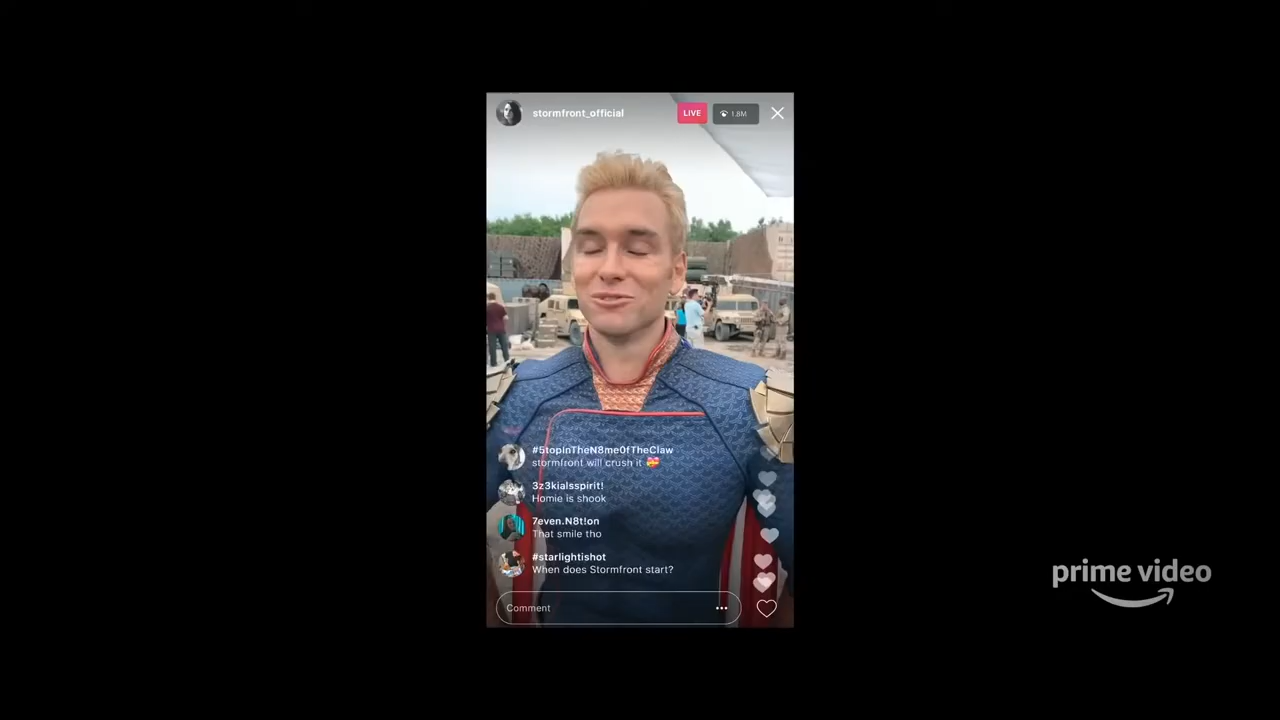 stormfront_official
LIVE
1.8M
#5topInTheN8me0fTheClaw
stormfront will crush it 💝
3z3kialsspirit!
Homie is shook
7even.N8t!on
That smile tho
#starlightishot
When does Stormfront start?
Comment
prime video